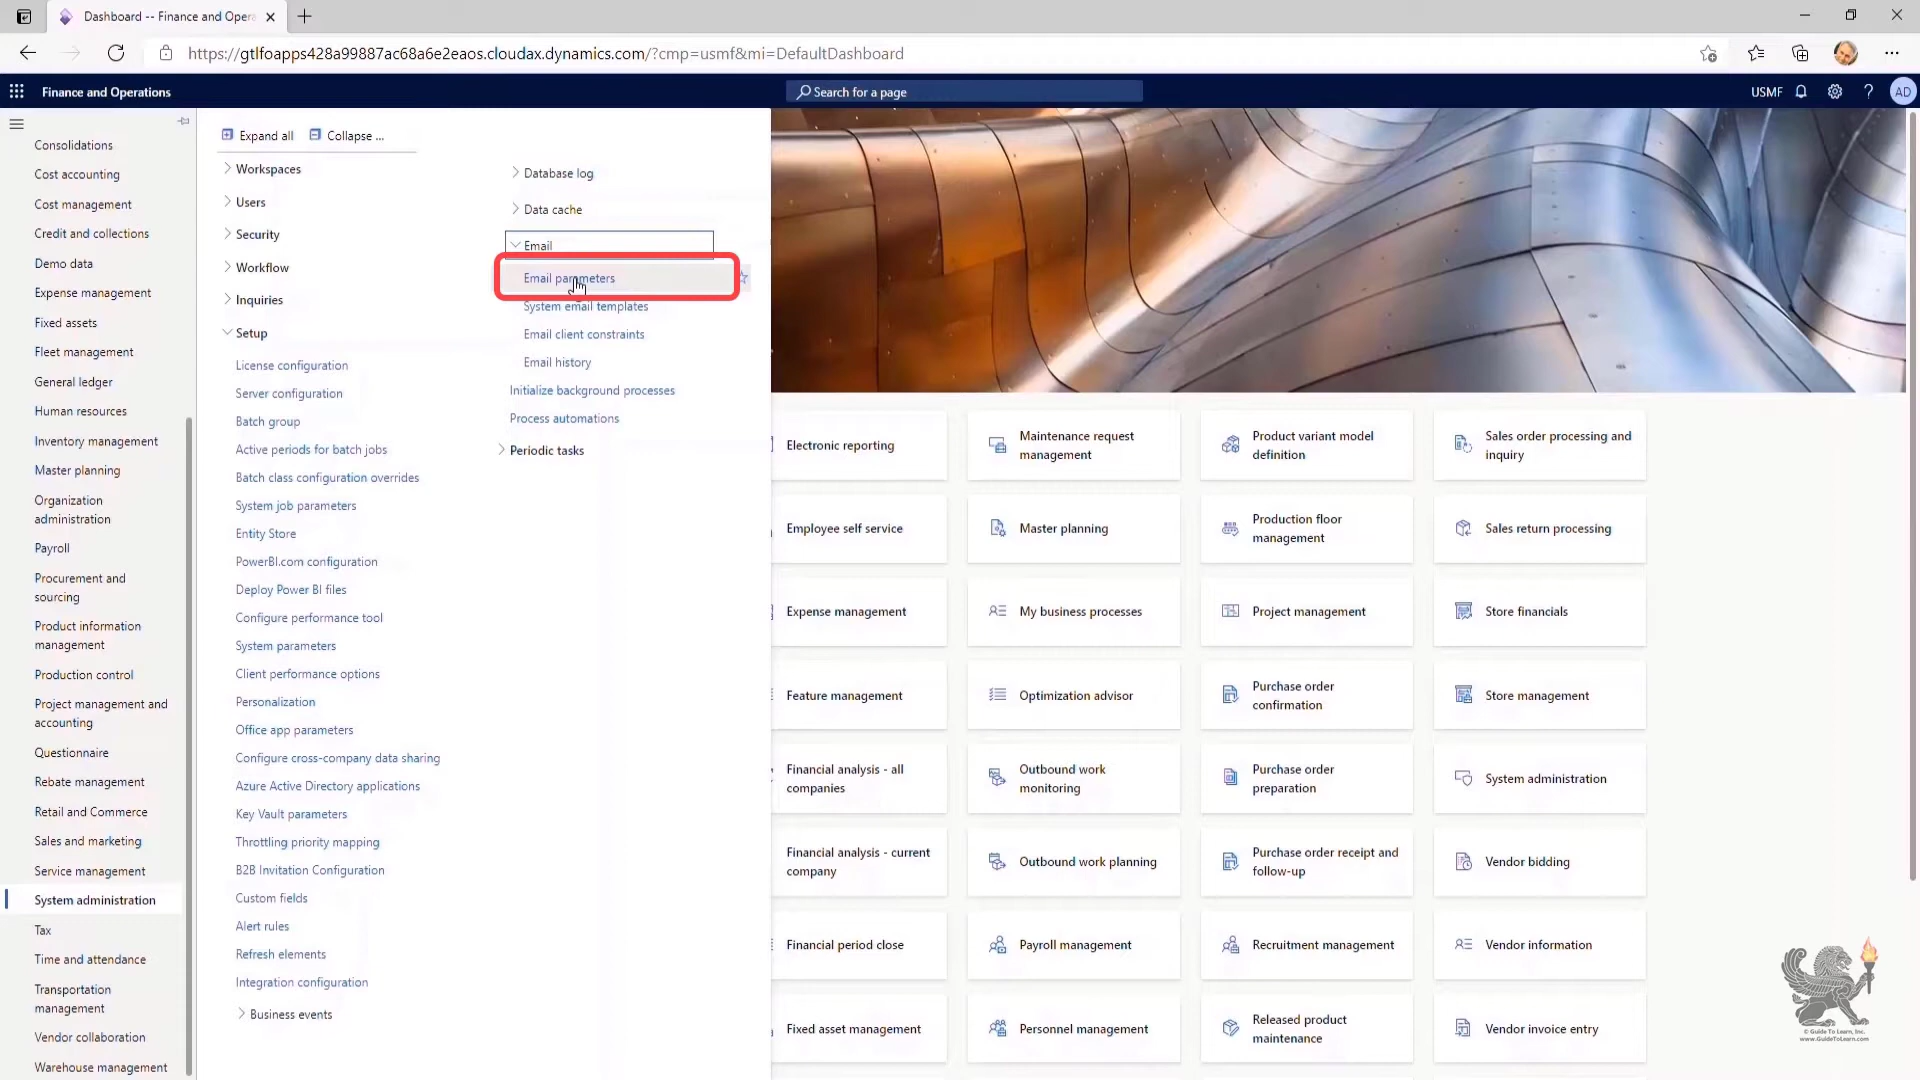 Dashboard -- Finance and Opera
https://gtlfoapps428a99887ac68a6e2eaos.cloudax.dynamics.com/?cmp=usmf&mi=DefaultDashboard
Finance and Operations
Search for a page
USMF
AD
Consolidations
Cost accounting
Cost management
Credit and collections
Demo data
Expense management
Fixed assets
Fleet management
General ledger
Human resources
Inventory management
Master planning
Organization
administration
Payroll
Procurement and
sourcing
Product information
management
Production control
Project management and
accounting
Questionnaire
Rebate management
Retail and Commerce
Sales and marketing
Service management
System administration
Tax
Time and attendance
Transportation
management
Vendor collaboration
Warehouse management
Expand all
Collapse ...
Workspaces
Users
Security
Workflow
Inquiries
Setup
License configuration
Server configuration
Batch group
Active periods for batch jobs
Batch class configuration overrides
System job parameters
Entity Store
PowerBI.com configuration
Deploy Power BI files
Configure performance tool
System parameters
Client performance options
Personalization
Office app parameters
Configure cross-company data sharing
Azure Active Directory applications
Key Vault parameters
Throttling priority mapping
B2B Invitation Configuration
Custom fields
Alert rules
Refresh elements
Integration configuration
Business events
Database log
Data cache
Email
Email parameters
System email templates
Email client constraints
Email history
Initialize background processes
Process automations
Periodic tasks
Electronic reporting
Maintenance request
management
Product variant model
definition
Sales order processing and
inquiry
Employee self service
Master planning
Production floor
management
Sales return processing
Expense management
My business processes
Project management
Store financials
Feature management
Optimization advisor
Purchase order
confirmation
Store management
Financial analysis - all
companies
Outbound work
monitoring
Purchase order
preparation
System administration
Financial analysis - current
company
Outbound work planning
Purchase order receipt and
follow-up
Vendor bidding
Financial period close
Payroll management
Recruitment management
Vendor information
Fixed asset management
Personnel management
Released product
maintenance
Vendor invoice entry
© Guide To Learn, Inc.
www.GuideToLearn.com